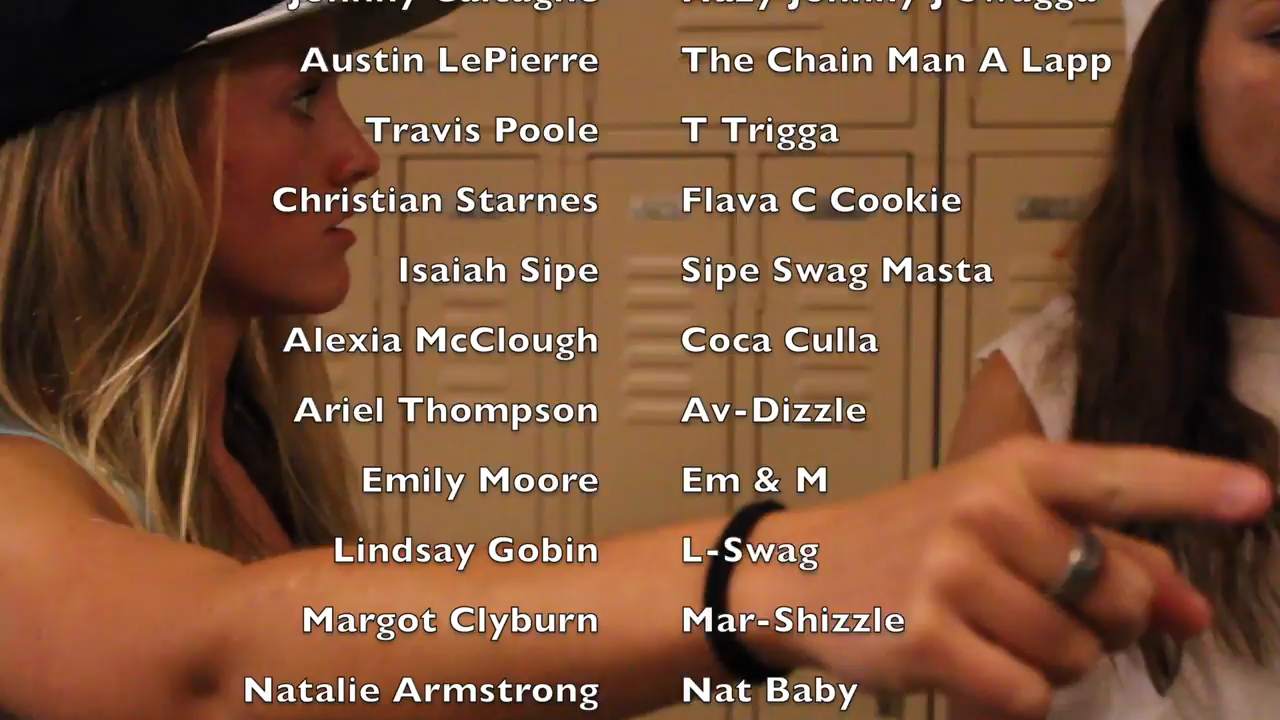 Austin LePierre The Chain Man A Lapp
Travis Poole T Trigga
Christian Starnes Flava C Cookie
Isaiah Sipe Sipe Swag Masta
Alexia McClough Coca Culla
Ariel Thompson Av-Dizzle
Emily Moore Em & M
Lindsay Gobin L-Swag
Margot Clyburn Mar-Shizzle
Natalie Armstrong Nat Baby